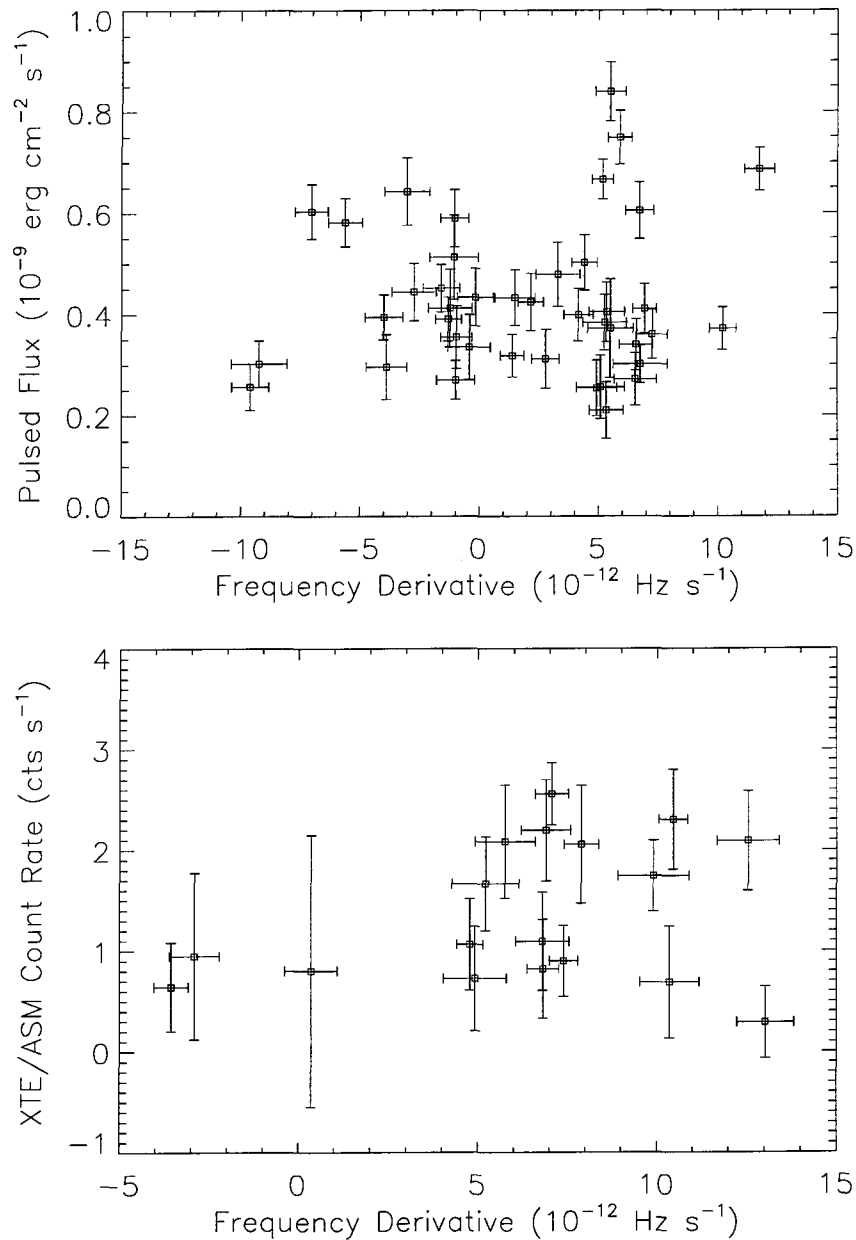 1.0
0.8
0.6
0.4
0.2
0.0
Pulsed Flux (10⁻⁹ erg cm⁻² s⁻¹)
−15 −10 −5 0 5 10 15
Frequency Derivative (10⁻¹² Hz s⁻¹)
4
3
2
1
0
−1
XTE/ASM Count Rate (cts s⁻¹)
−5 0 5 10 15
Frequency Derivative (10⁻¹² Hz s⁻¹)